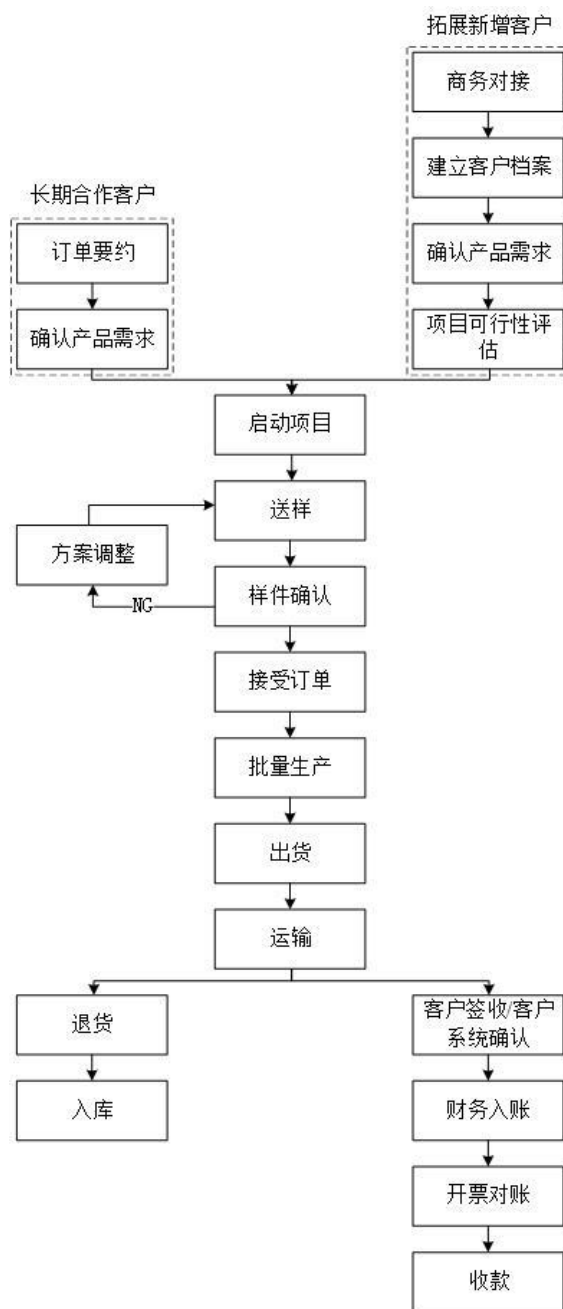 拓展新增客户
商务对接
建立客户档案
长期合作客户
订单要约
确认产品需求
确认产品需求
项目可行性评
估
启动项目
送样
方案调整
样件确认
NG
接受订单
批量生产
出货
运输
退货
客户签收/客户
系统确认
入库
财务入账
开票对账
收款